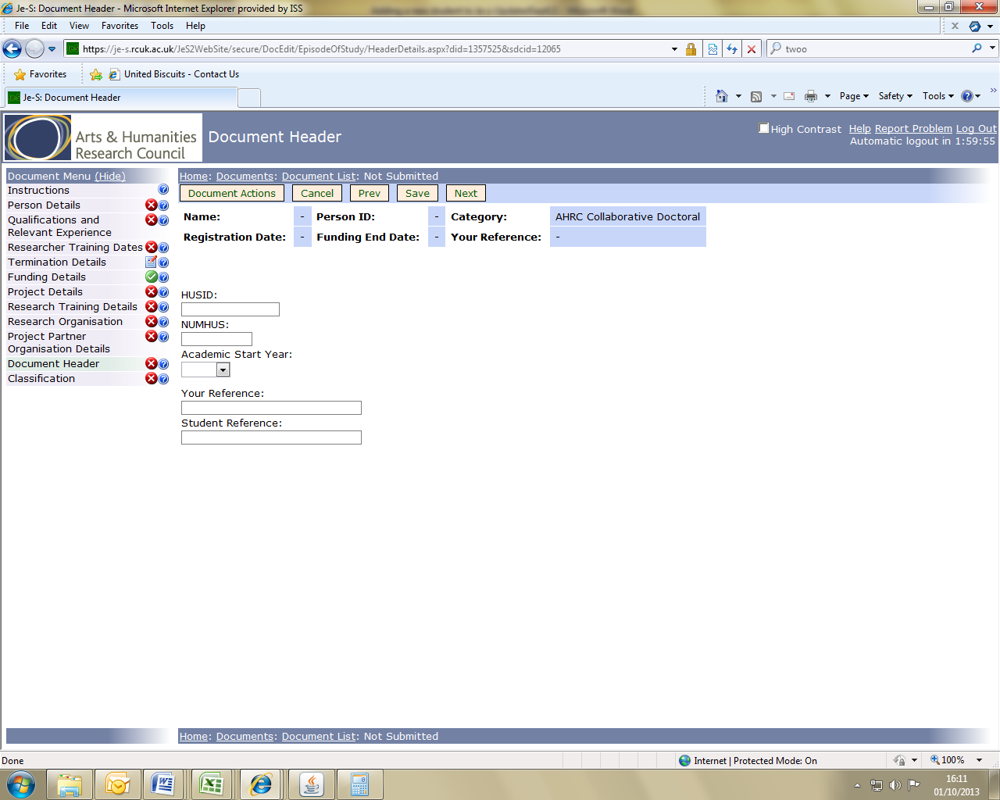 Je-S: Document Header - Microsoft Internet Explorer provided by ISS
File Edit View Favorites Tools Help
https://je-s.rcuk.ac.uk/JeS2WebSite/secure/DocEdit/EpisodeOfStudy/HeaderDetails.aspx?did=1357525&sdcid=12065
twoo
Favorites United Biscuits - Contact Us
Je-S: Document Header
Page Safety Tools
Arts & Humanities
Research Council
Document Header
High Contrast Help Report Problem Log Out
Automatic logout in 1:59:55
Document Menu (Hide)
Instructions
Person Details
Qualifications and
Relevant Experience
Researcher Training Dates
Termination Details
Funding Details
Project Details
Research Training Details
Research Organisation
Project Partner
Organisation Details
Document Header
Classification
Home: Documents: Document List: Not Submitted
Document Actions Cancel Prev Save Next
Name: - Person ID: - Category: AHRC Collaborative Doctoral
Registration Date: - Funding End Date: - Your Reference: -
HUSID:
NUMHUS:
Academic Start Year:
Your Reference:
Student Reference:
Home: Documents: Document List: Not Submitted
Done
Internet | Protected Mode: On
100%
16:11
01/10/2013